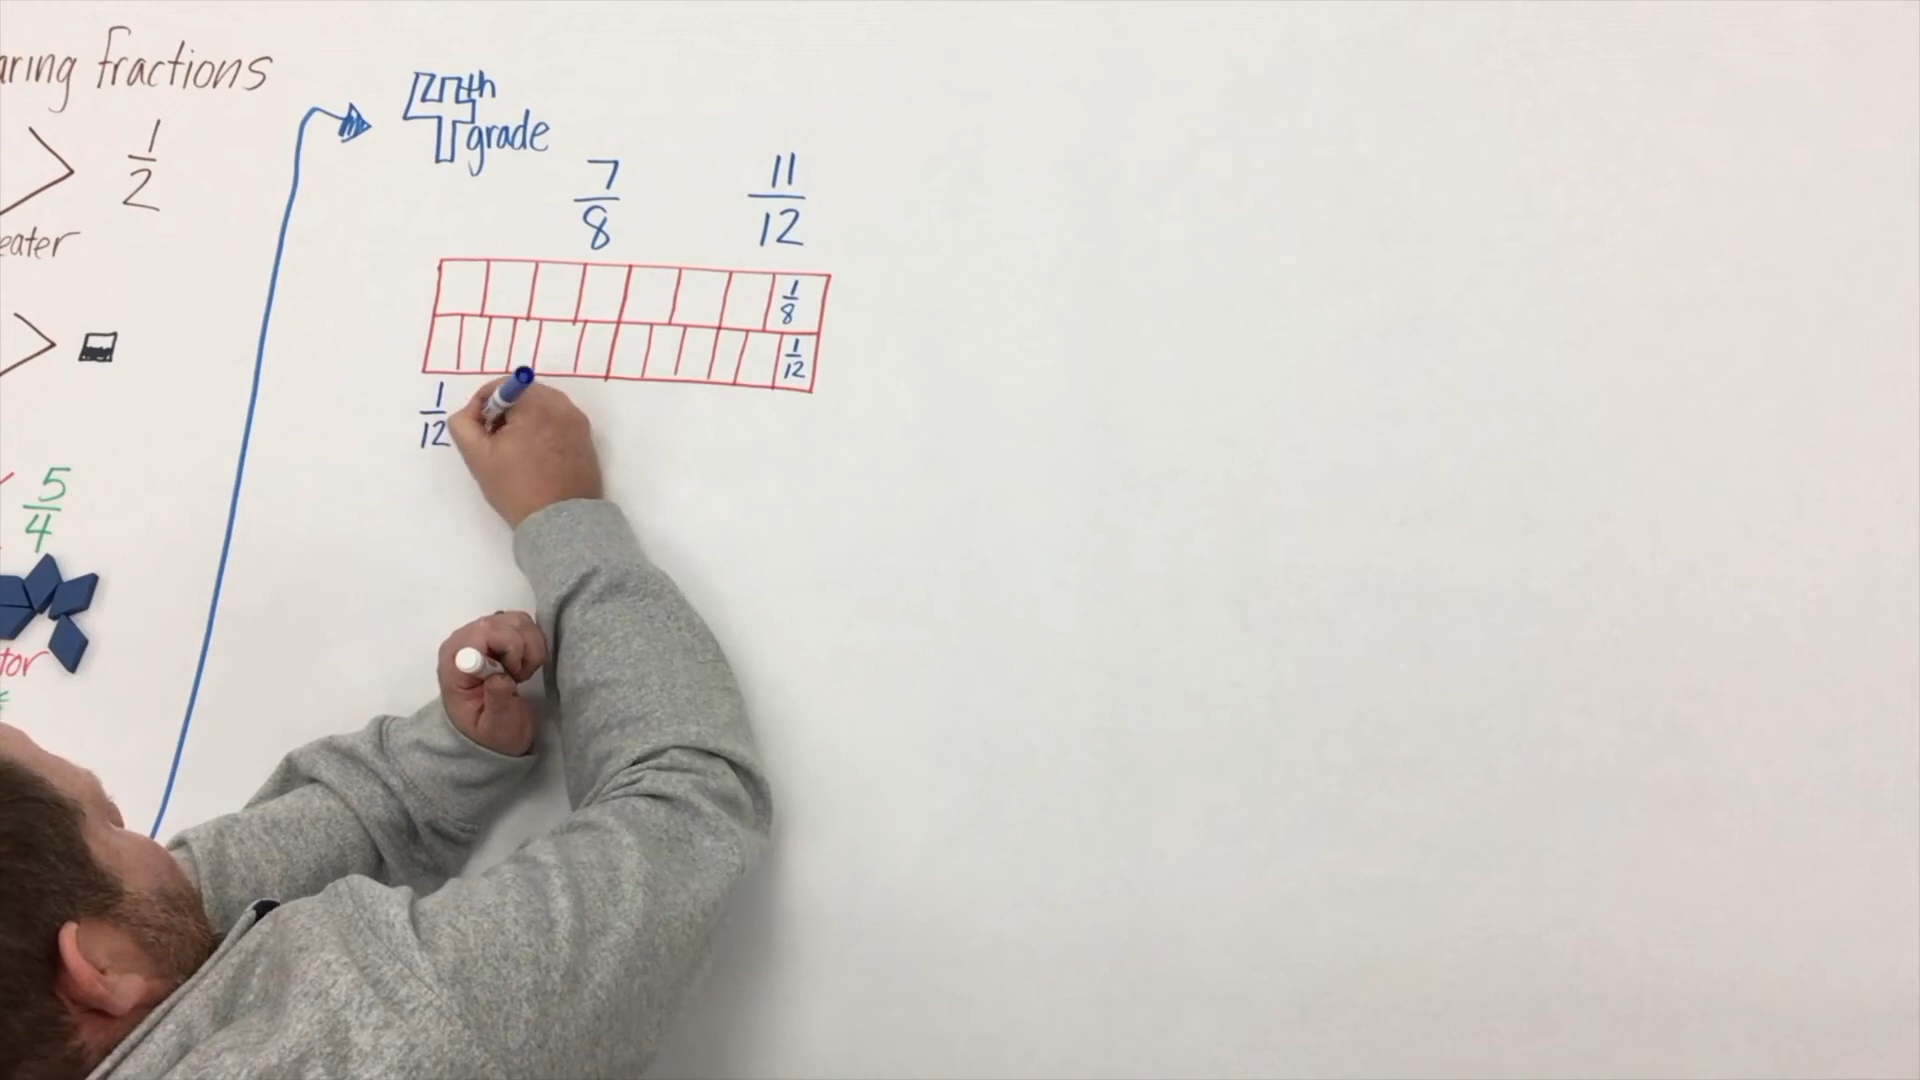 aring fractions
> 1/2
eater
>
5/4
tor
4th
grade
7/8 11/12
1/8
1/12
1/12